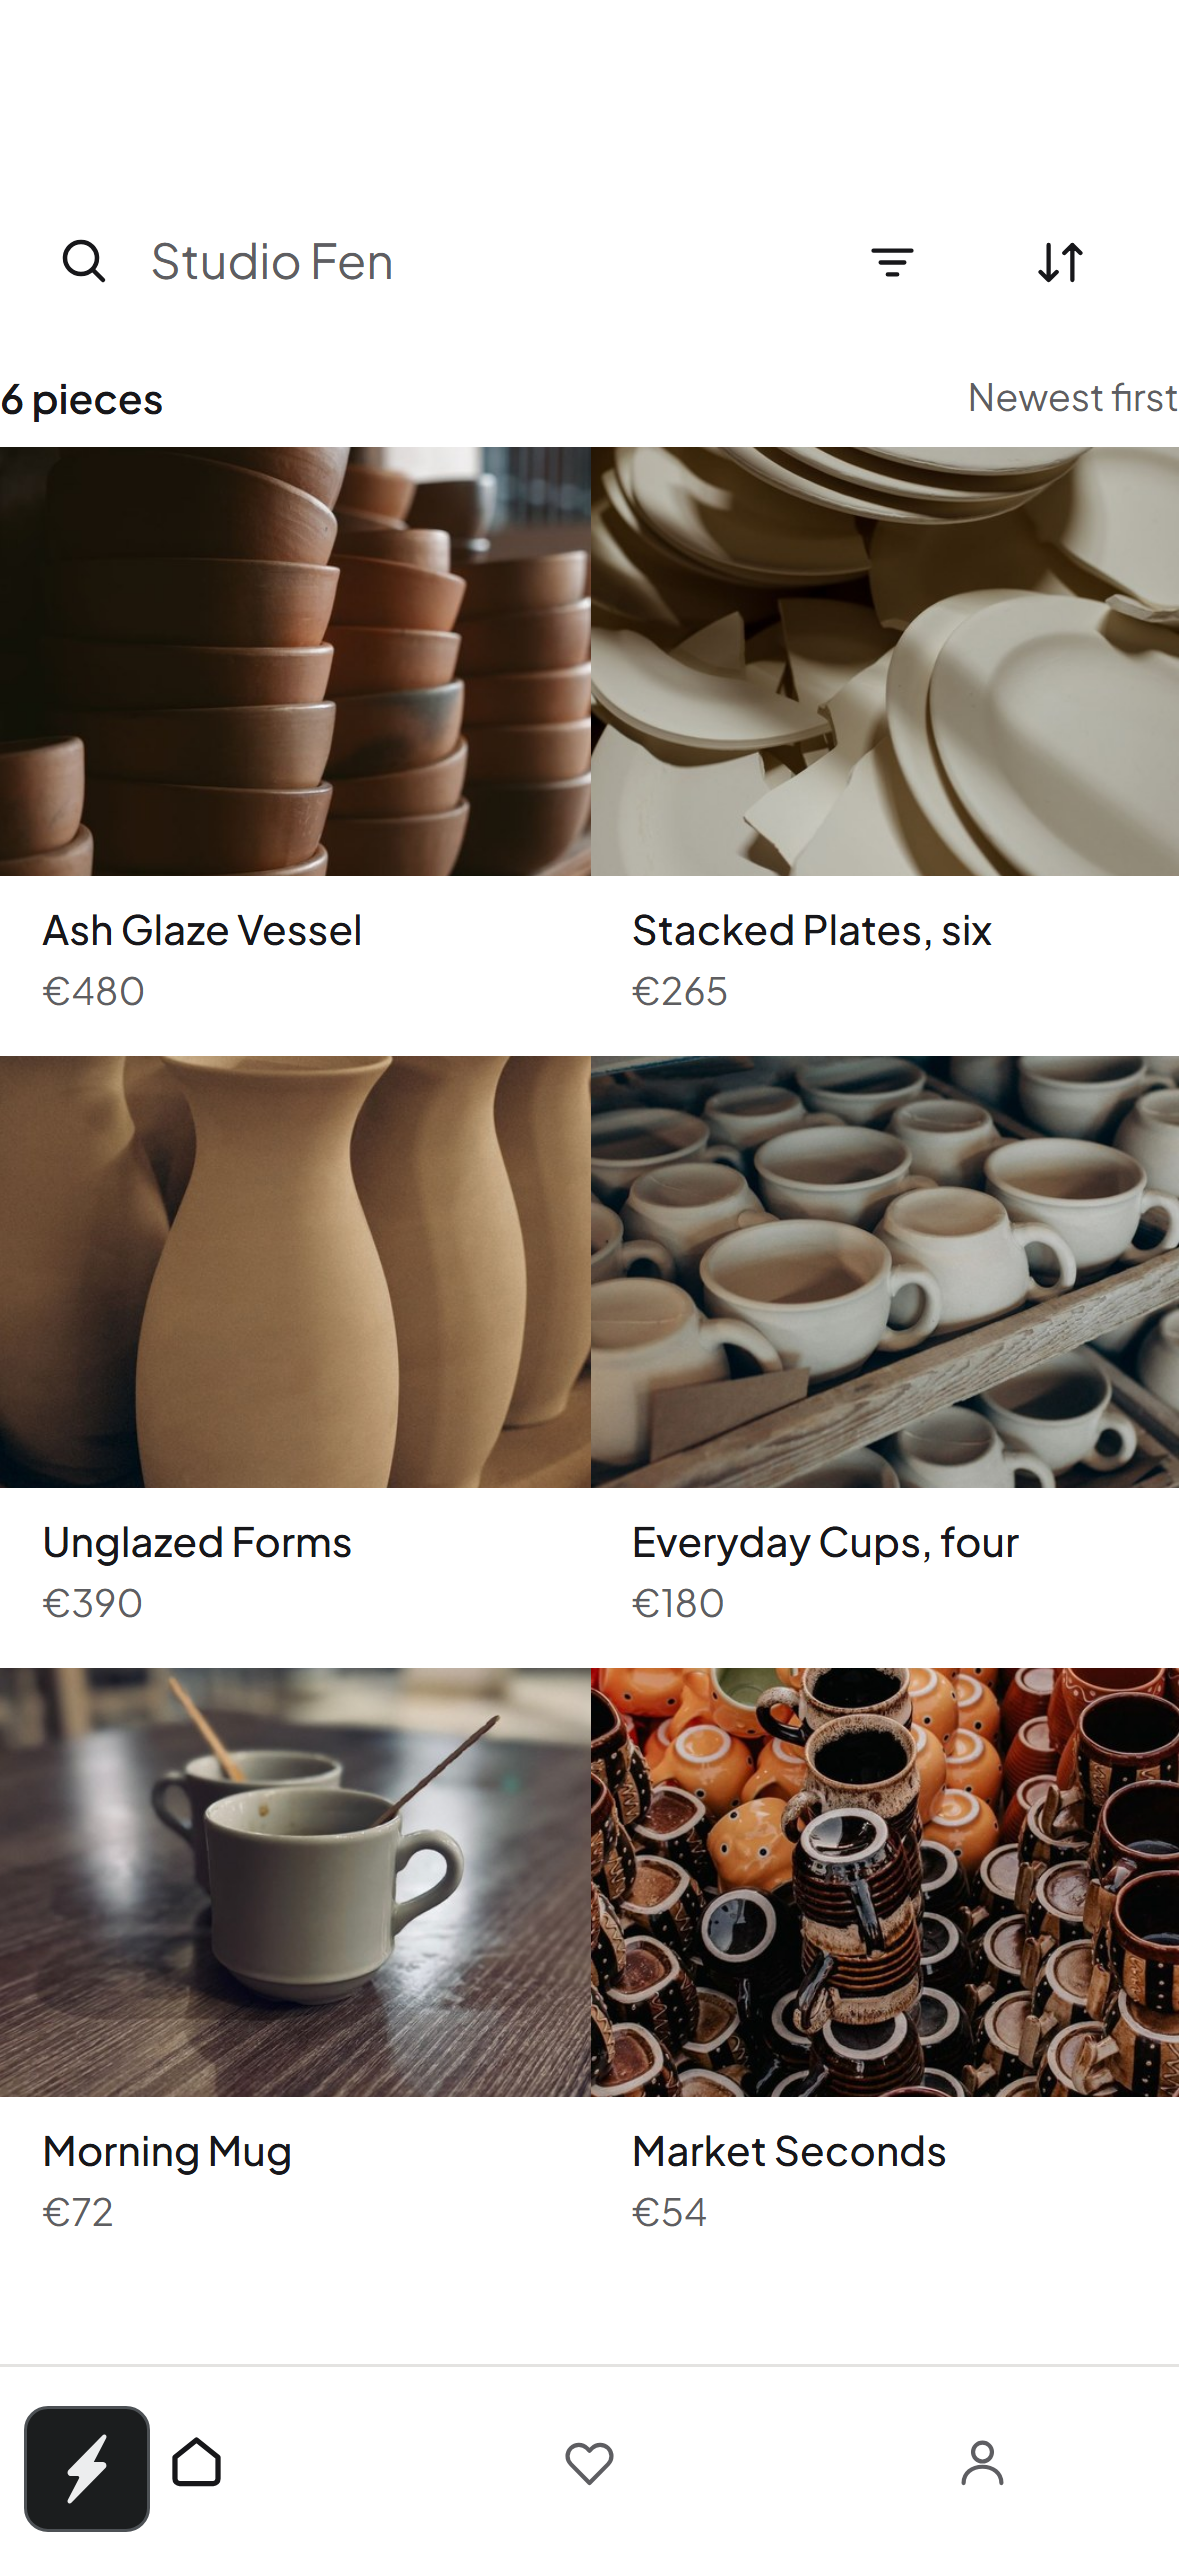 Studio Fen
6 pieces
Newest first
Ash Glaze Vessel
€480
Stacked Plates, six
€265
Unglazed Forms
€390
Everyday Cups, four
€180
Morning Mug
€72
Market Seconds
€54